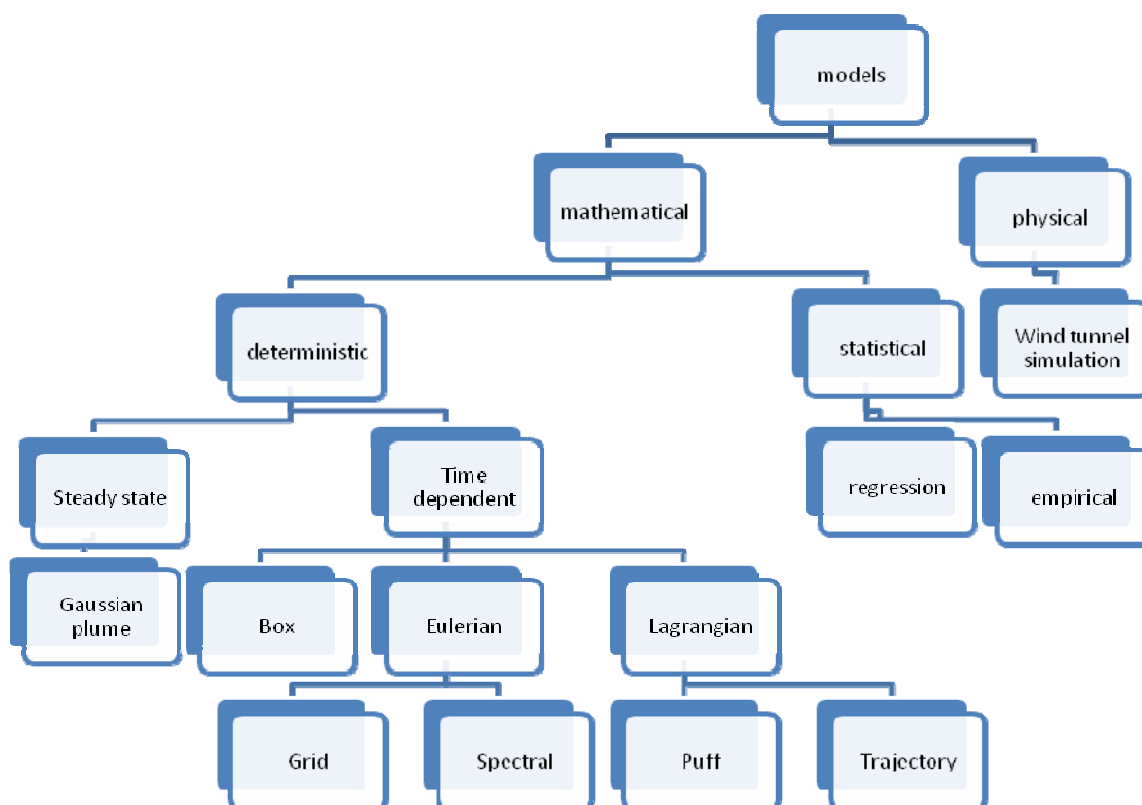 models
mathematical
physical
deterministic
statistical
Wind tunnel
simulation
Steady state
Time
dependent
regression
empirical
Gaussian
plume
Box
Eulerian
Lagrangian
Grid
Spectral
Puff
Trajectory